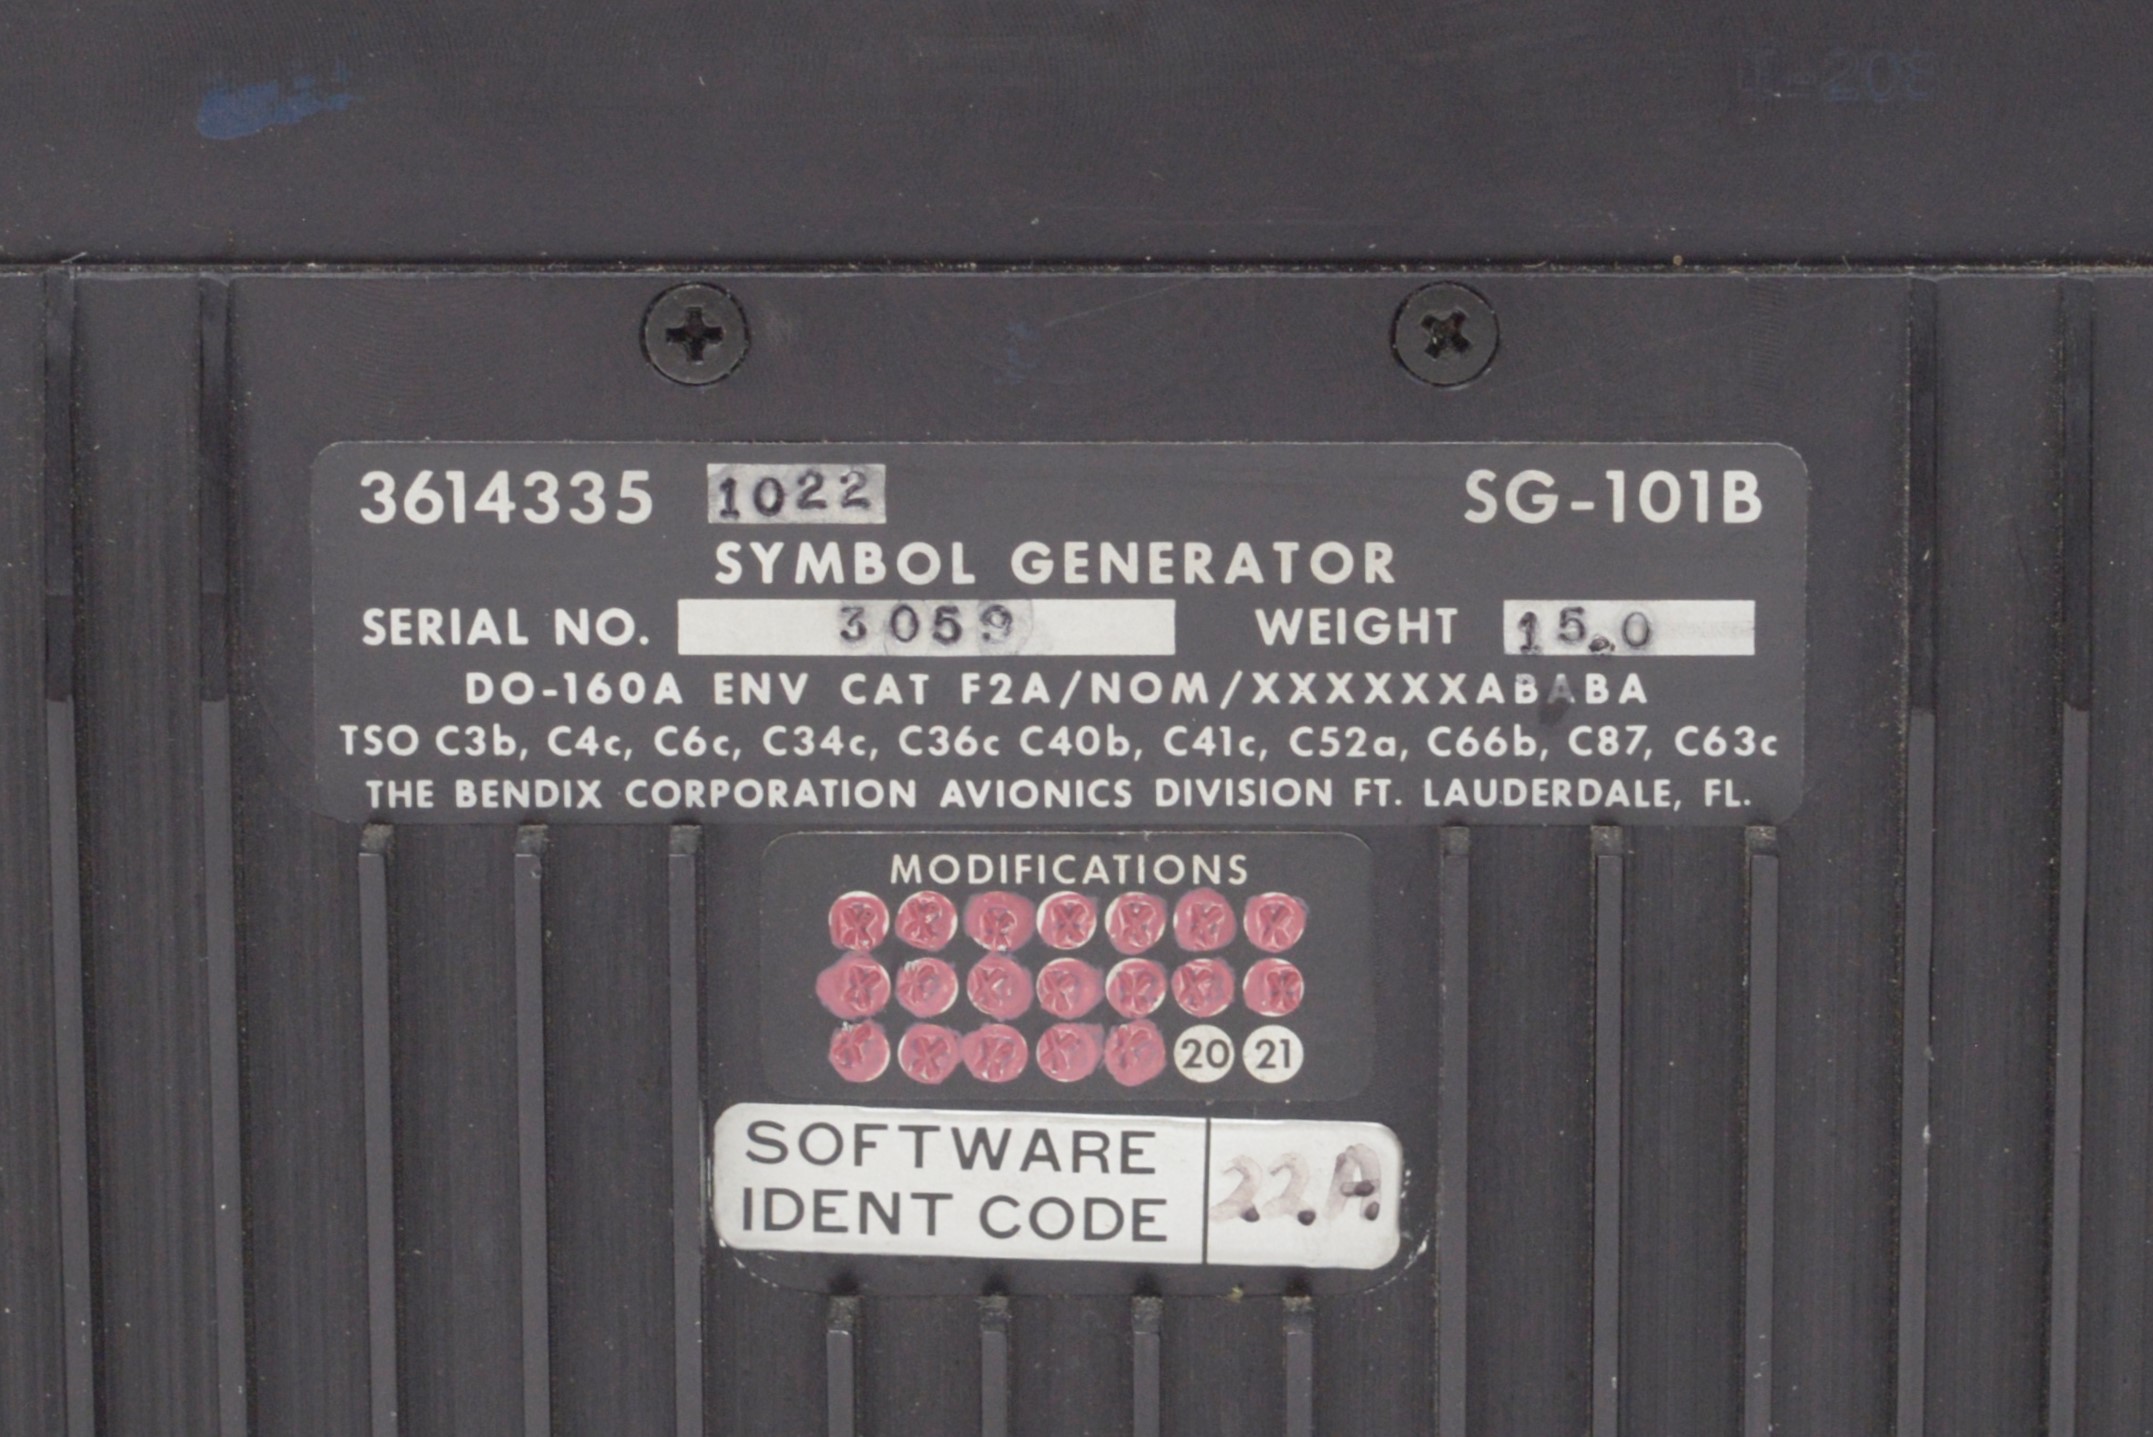 3614335 1022 SG-101B
SYMBOL GENERATOR
SERIAL NO. 3059 WEIGHT 15.0
DO-160A ENV CAT F2A/NOM/XXXXXXABABA
TSO C3b, C4c, C6c, C34c, C36c C40b, C41c, C52a, C66b, C87, C63c
THE BENDIX CORPORATION AVIONICS DIVISION FT. LAUDERDALE, FL.
MODIFICATIONS
20 21
SOFTWARE
IDENT CODE 22A